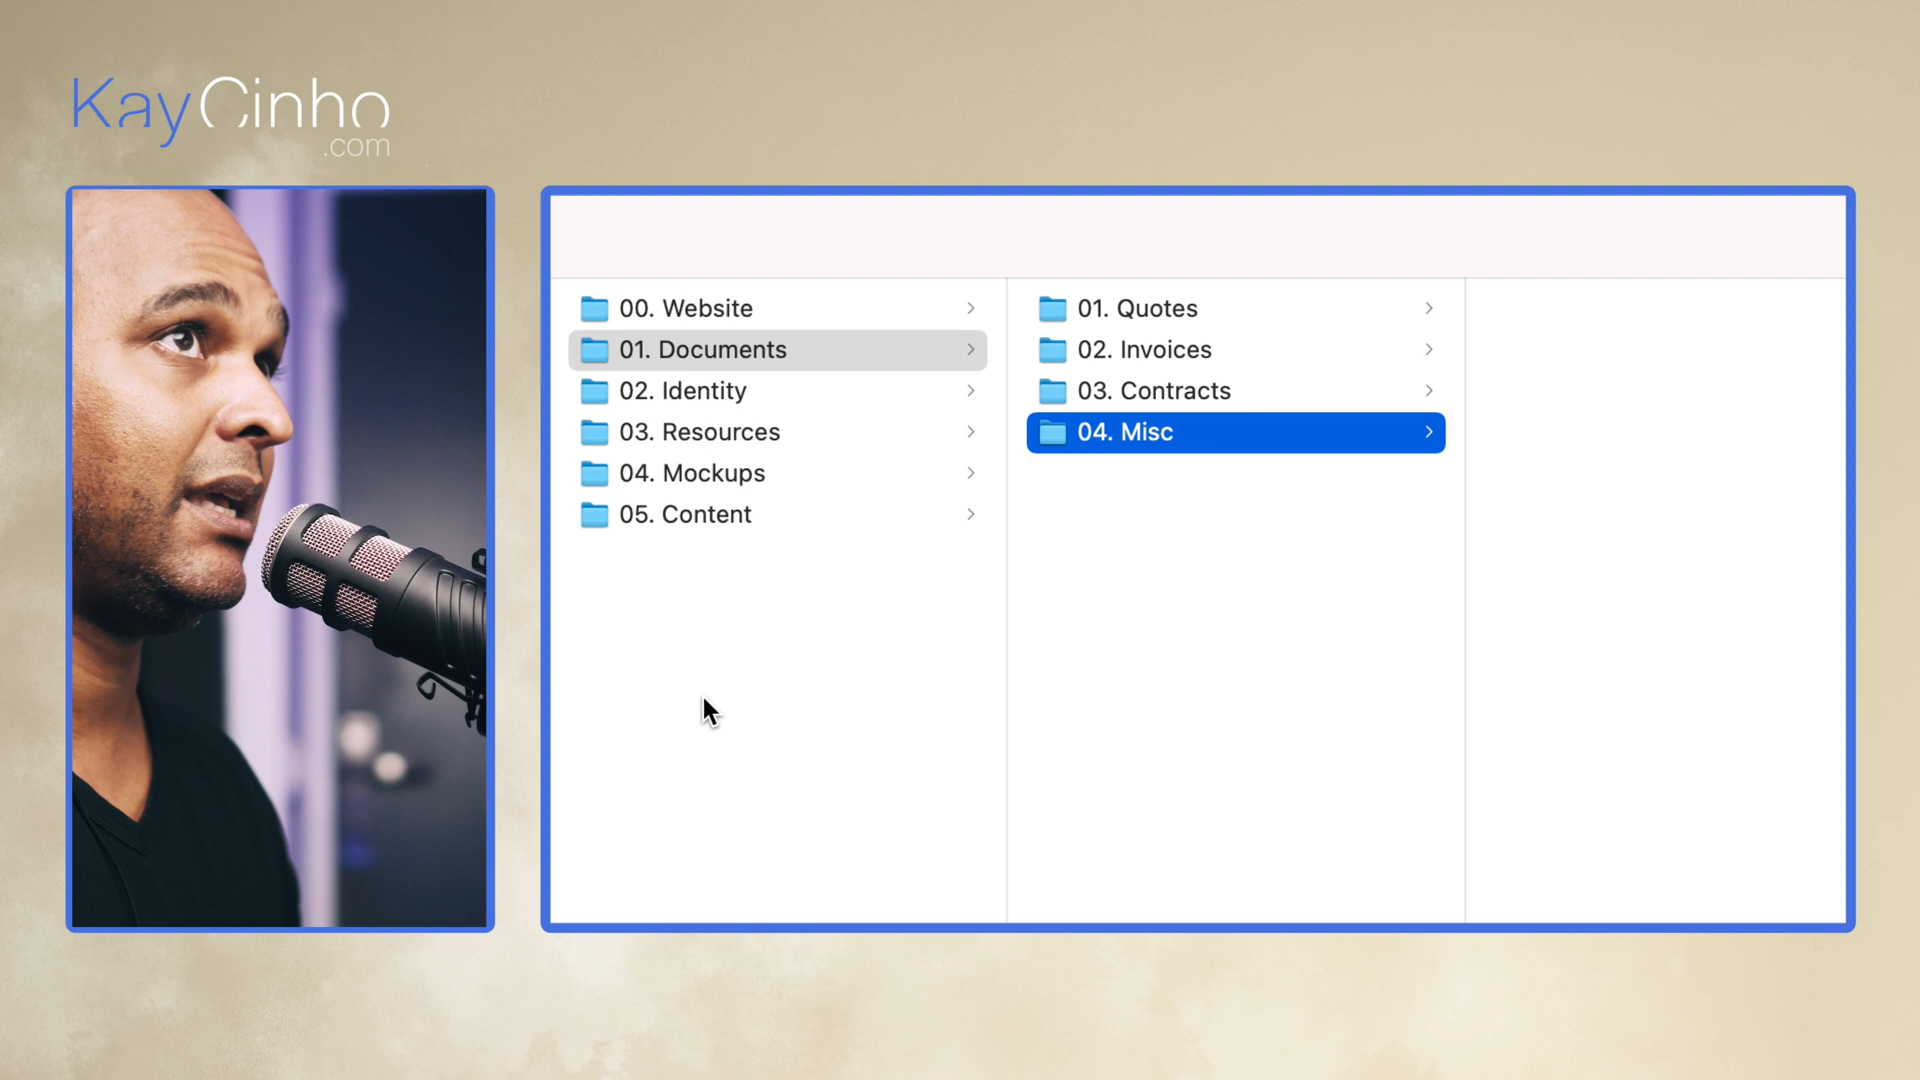 KayCinho
.com
00. Website
01. Documents
02. Identity
03. Resources
04. Mockups
05. Content
01. Quotes
02. Invoices
03. Contracts
04. Misc